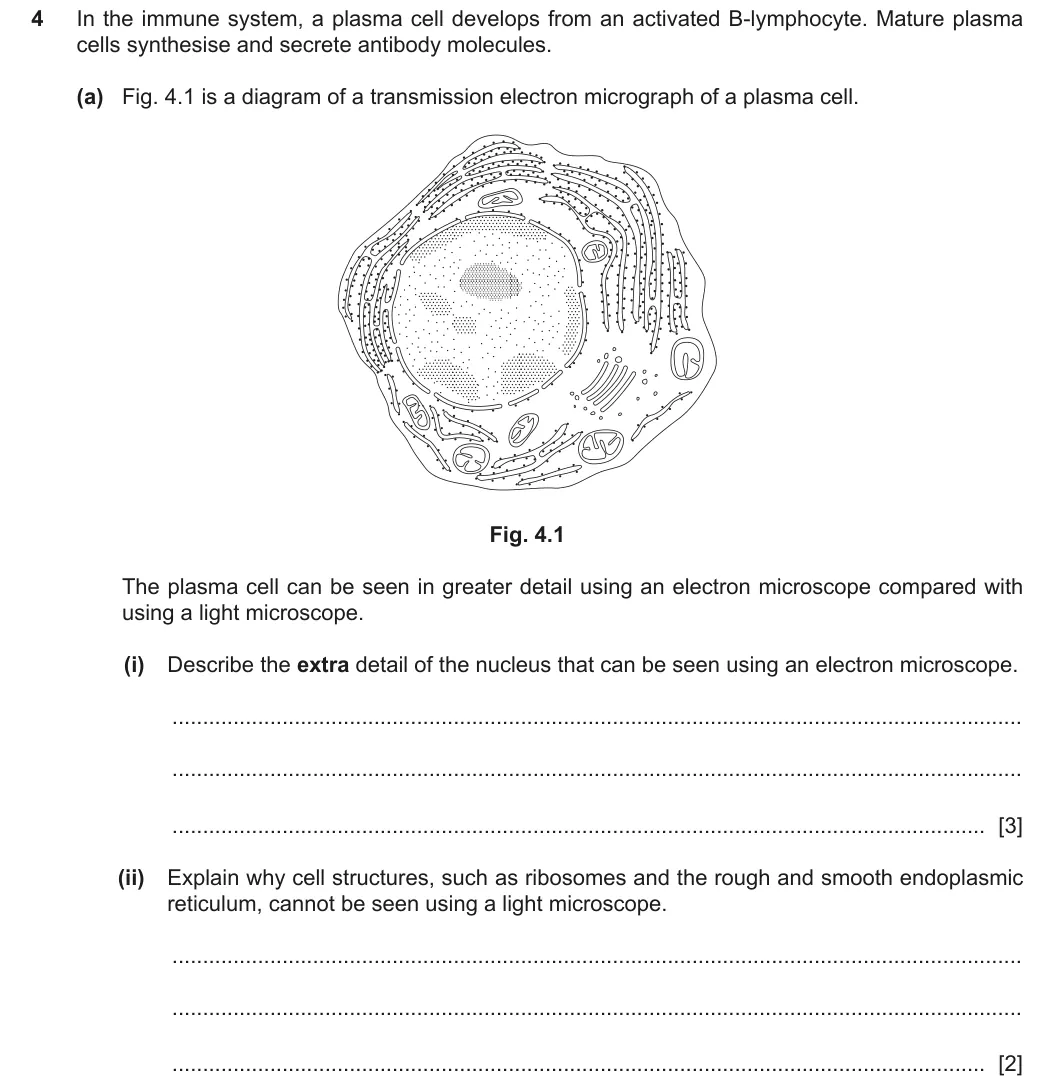 4 In the immune system, a plasma cell develops from an activated B-lymphocyte. Mature plasma
cells synthesise and secrete antibody molecules.
(a) Fig. 4.1 is a diagram of a transmission electron micrograph of a plasma cell.
Fig. 4.1
The plasma cell can be seen in greater detail using an electron microscope compared with
using a light microscope.
(i) Describe the extra detail of the nucleus that can be seen using an electron microscope.
[3]
(ii) Explain why cell structures, such as ribosomes and the rough and smooth endoplasmic
reticulum, cannot be seen using a light microscope.
[2]